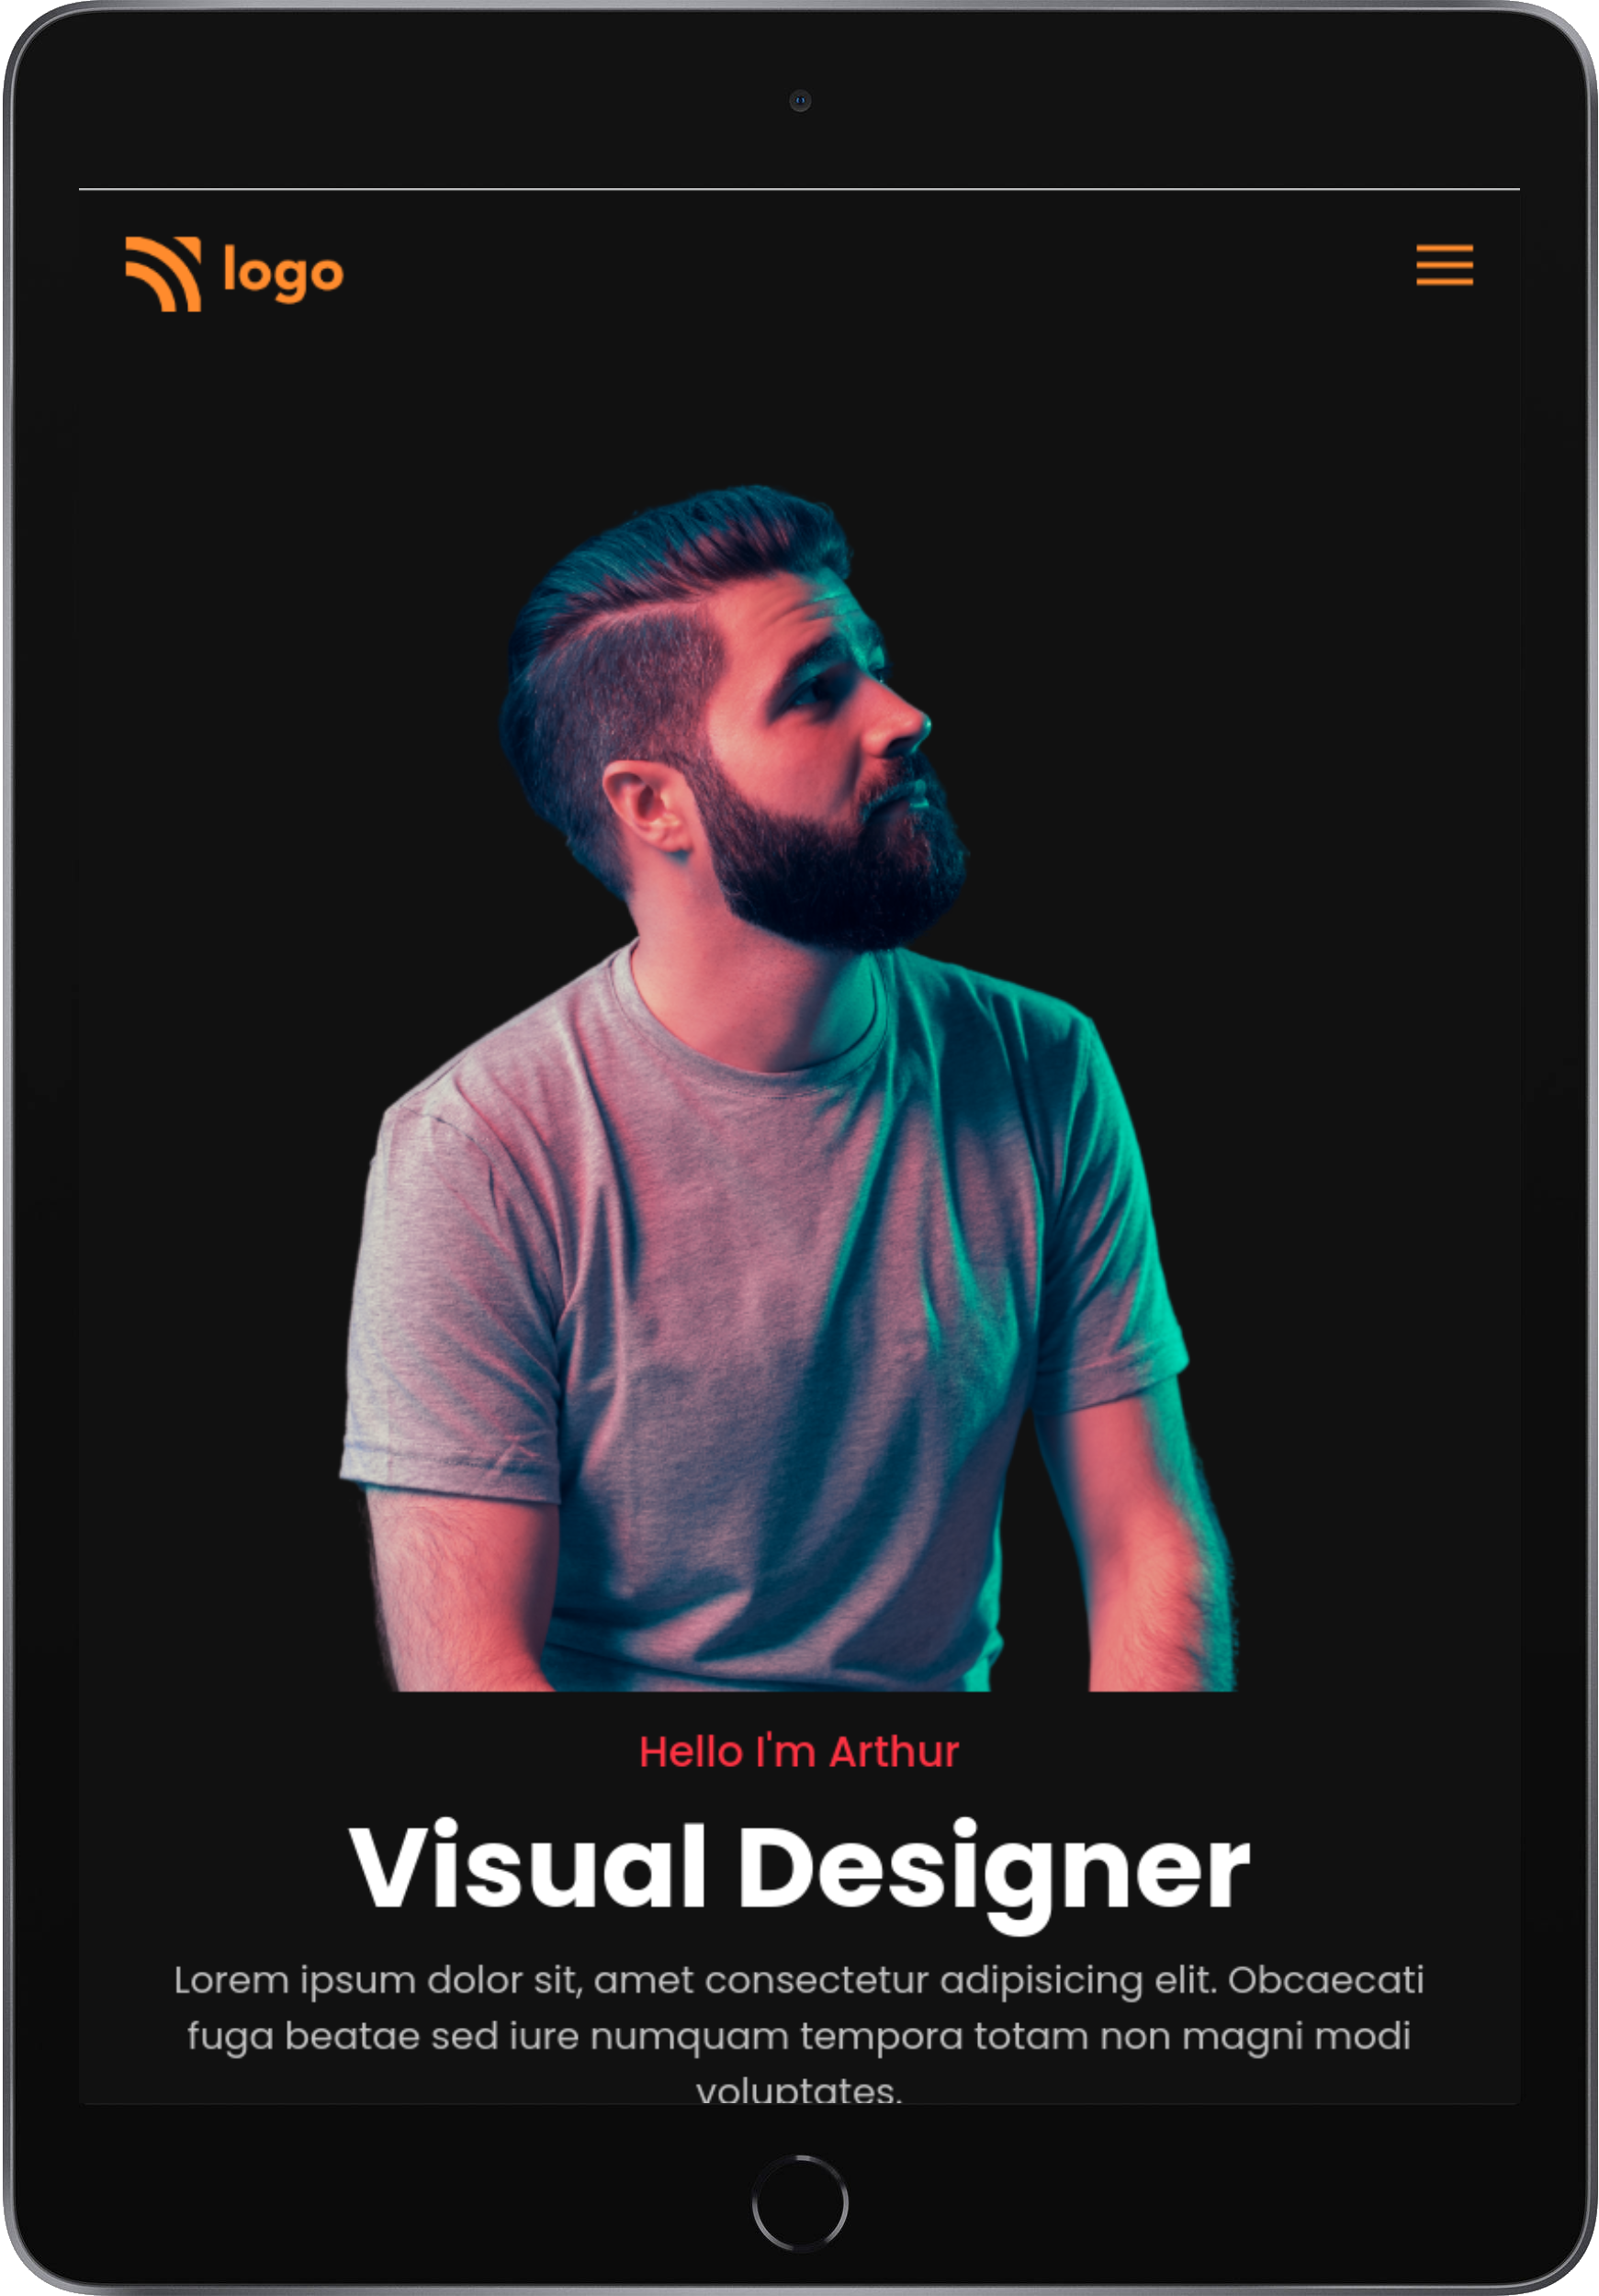 logo
Hello I'm Arthur
Visual Designer
Lorem ipsum dolor sit, amet consectetur adipisicing elit. Obcaecati
fuga beatae sed iure numquam tempora totam non magni modi
voluptates.